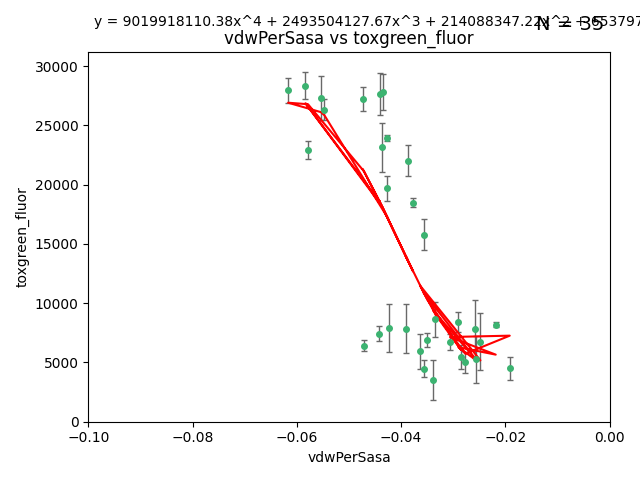 y = 9019918110.38x^4 + 2493504127.67x^3 + 214088347.22x^2 + 653797
N = 35
vdwPerSasa vs toxgreen_fluor
30000
25000
20000
15000
10000
5000
0
toxgreen_fluor
−0.10
−0.08
−0.06
−0.04
−0.02
0.00
vdwPerSasa